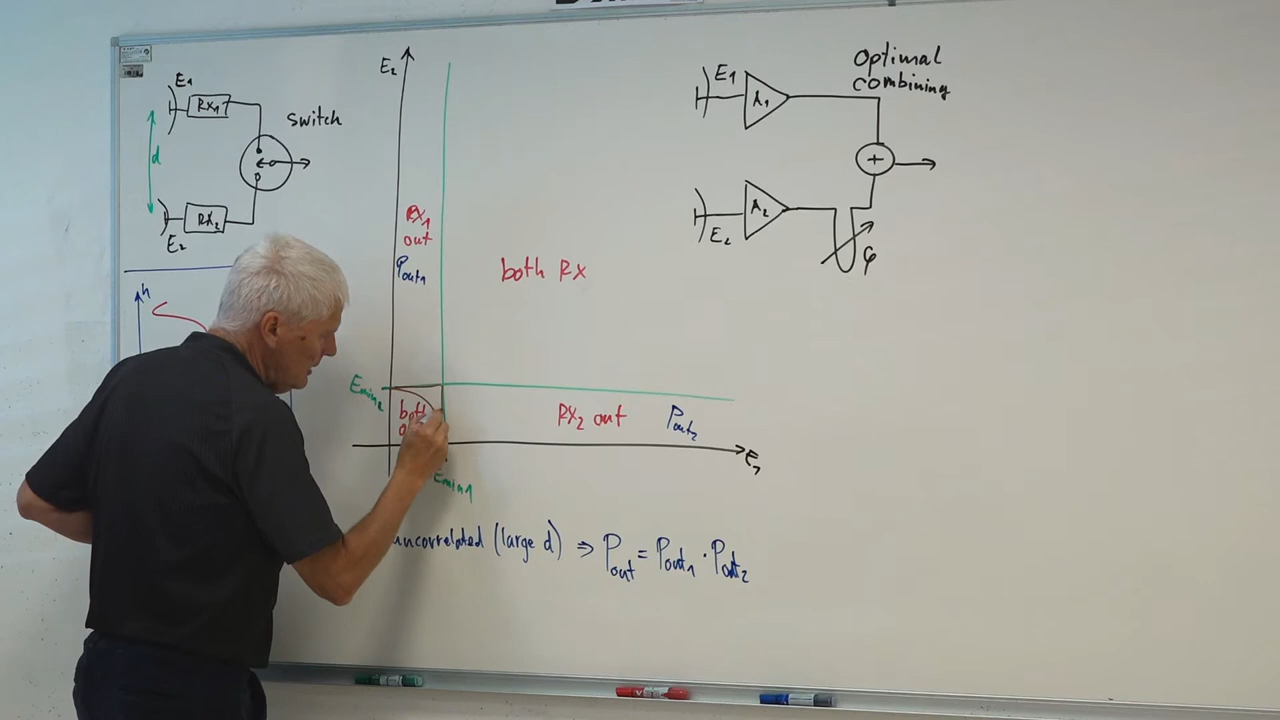 E1
RX1
Switch
d
RX2
E2
h
E2
RX1
out
Pout1
both RX
Emin2
both
RX2 out
Pout2
E1
Emin1
uncorrelated (large d) ⇒ Pout = Pout1 · Pout2
Optimal
combining
E1
A1
+
A2
E2
φ